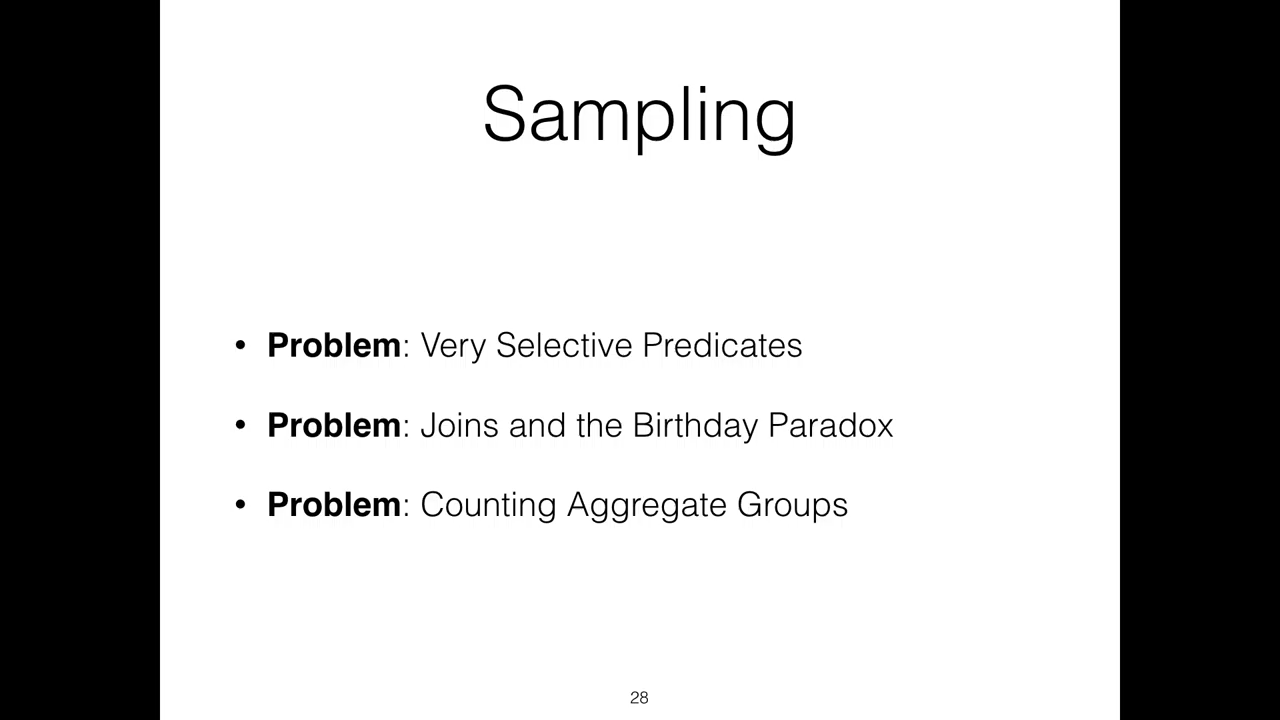 Sampling
• Problem: Very Selective Predicates
• Problem: Joins and the Birthday Paradox
• Problem: Counting Aggregate Groups
28